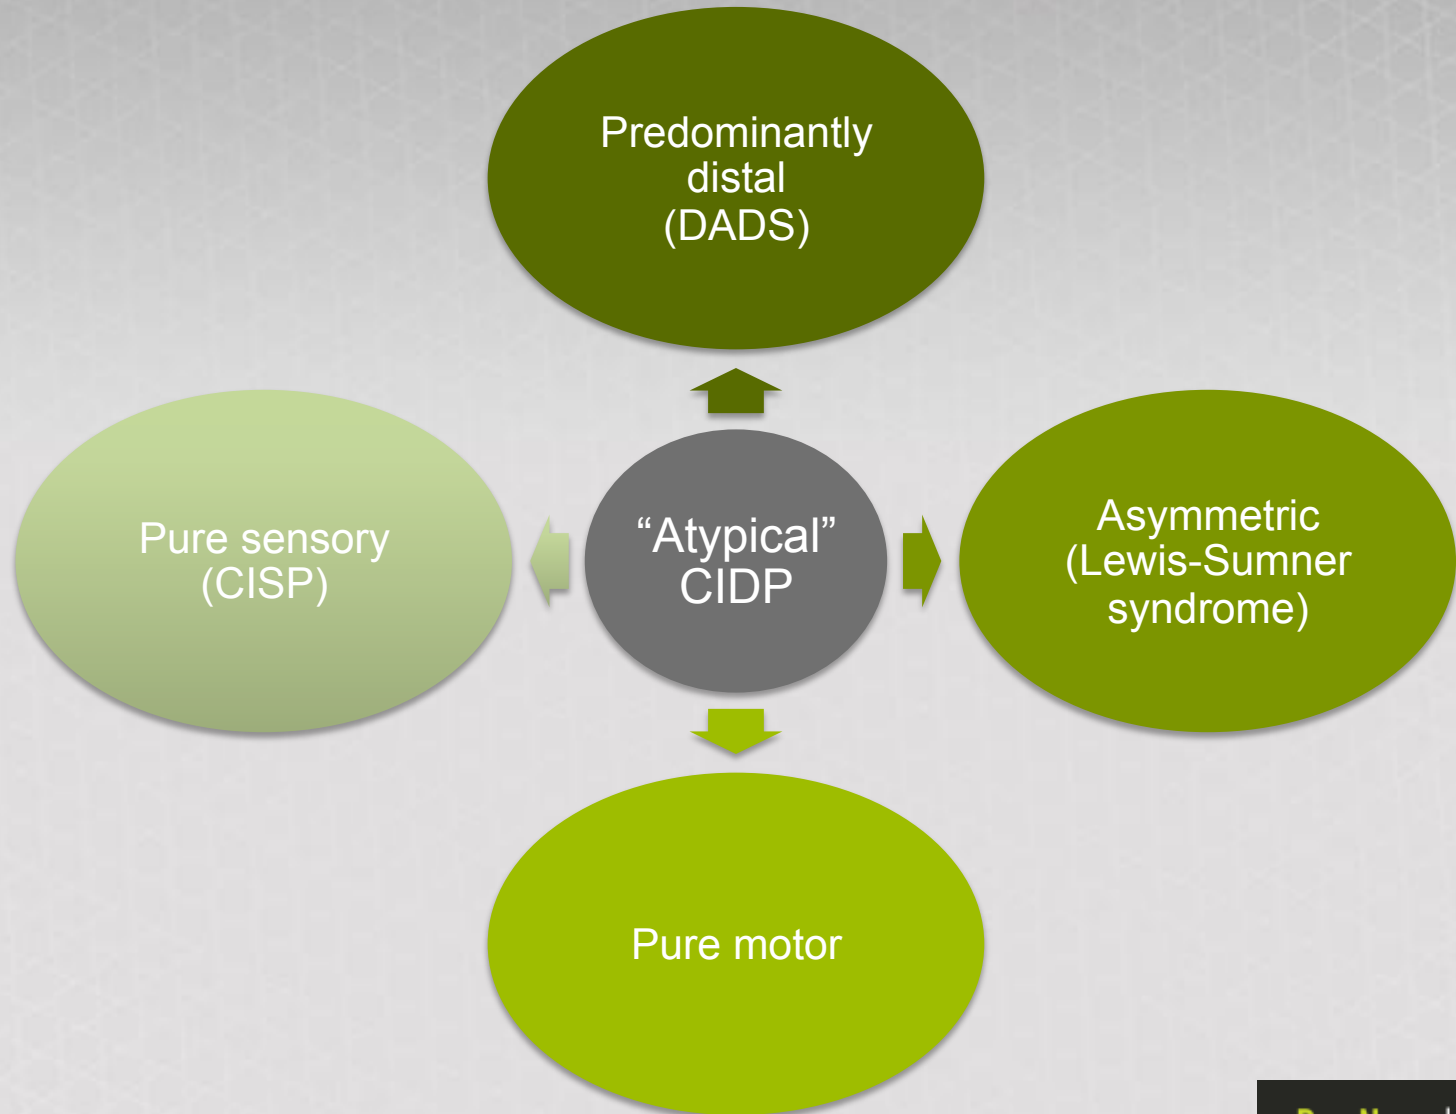 Predominantly
distal
(DADS)
Pure sensory
(CISP)
“Atypical”
CIDP
Asymmetric
(Lewis-Sumner
syndrome)
Pure motor